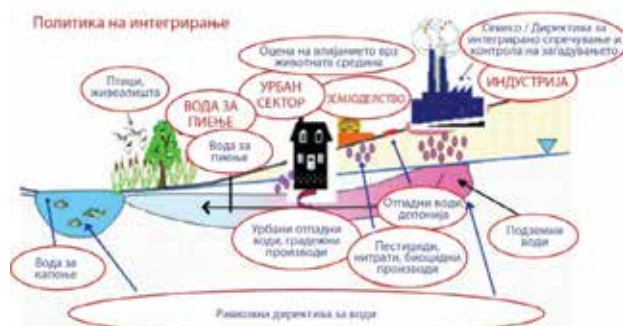 Политика на интегрирање
Оцена на влијанието врз
животната средина
Севесо / Директива за
интегрирано спречување и
контрола на загадувањето
Птици,
живеалишта
ВОДА ЗА
ПИЕЊЕ
УРБАН
СЕКТОР
ЗЕМЈОДЕЛСТВО
ИНДУСТРИЈА
Вода за
пиење
Вода за
капење
Урбани отпадни
води, градежни
производи
Отпадни води,
депонија
Пестициди,
нитрати, биоцидни
производи
Подземни
води
Рамковна директива за води